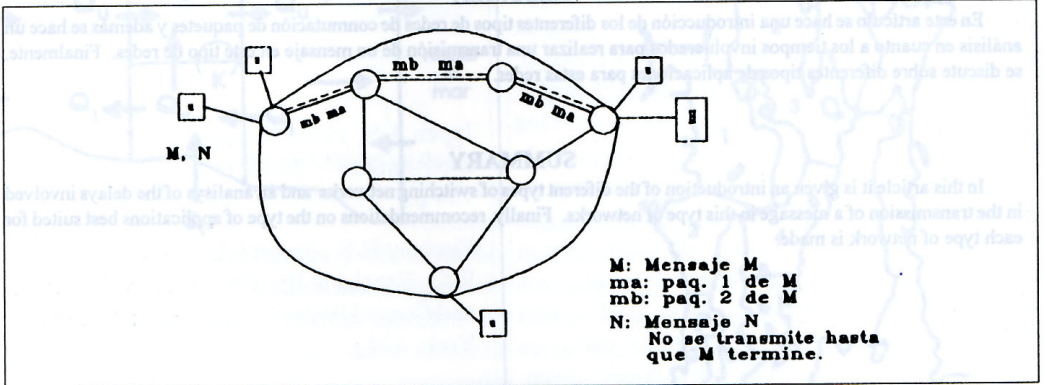 En este artículo se hace una introducción de los diferentes tipos de redes de conmutación de paquetes y además se hace un
análisis en cuanto a los tiempos involucrados para realizar una transmisión de un mensaje en este tipo de redes. Finalmente,
se discute sobre diferentes tipos de aplicaciones para estas redes.
mb ma
mb ma
mb ma
M, N
H
SUMMARY
In this article it is given an introduction of the diferent types of switching networks and an analisys of the delays involved
in the transmission of a message in this type of networks. Finally, recommendations on the type of applications best suited for
each type of network is made.
M: Mensaje M
ma: paq. 1 de M
mb: paq. 2 de M
N: Mensaje N
No se transmite hasta
que M termine.